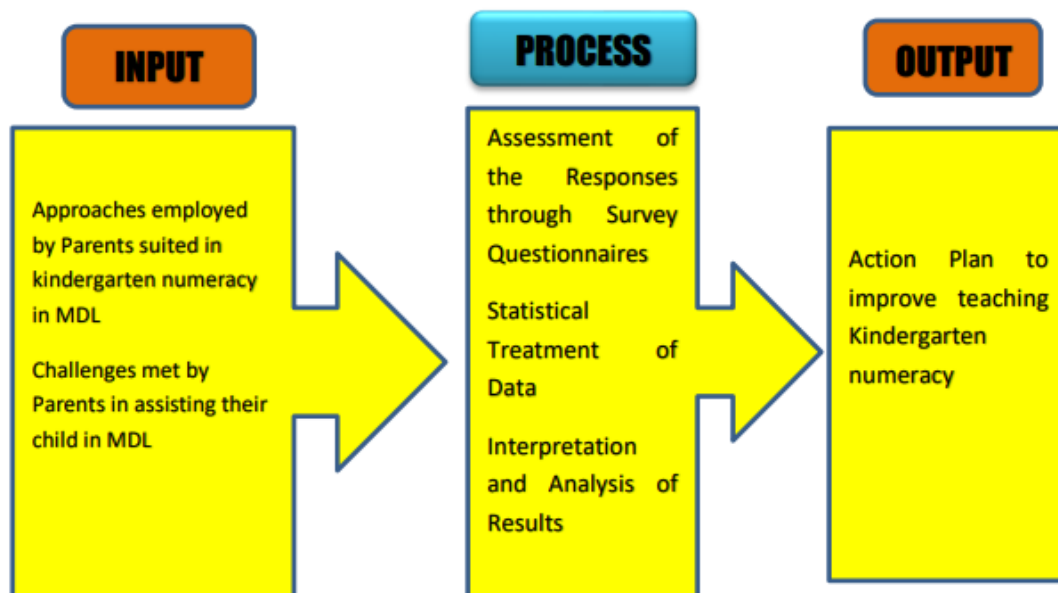 INPUT
Approaches employed
by Parents suited in
kindergarten numeracy
in MDL
Challenges met by
Parents in assisting their
child in MDL
PROCESS
Assessment of
the Responses
through Survey
Questionnaires
Statistical
Treatment of
Data
Interpretation
and Analysis of
Results
OUTPUT
Action Plan to
improve teaching
Kindergarten
numeracy